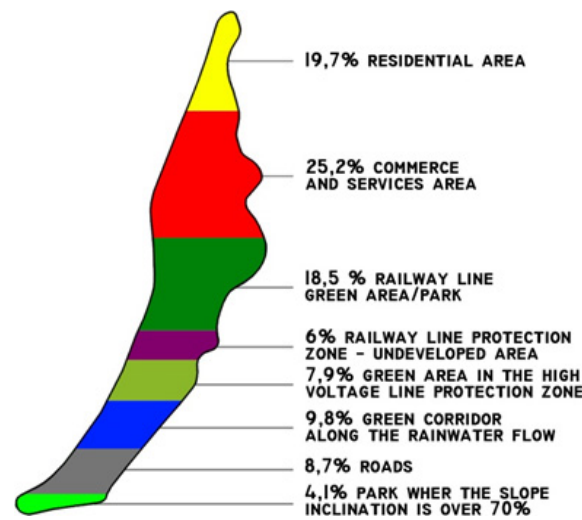 19,7% RESIDENTIAL AREA
25,2% COMMERCE
AND SERVICES AREA
18,5 % RAILWAY LINE
GREEN AREA/PARK
6% RAILWAY LINE PROTECTION
ZONE - UNDEVELOPED AREA
7,9% GREEN AREA IN THE HIGH
VOLTAGE LINE PROTECTION ZONE
9,8% GREEN CORRIDOR
ALONG THE RAINWATER FLOW
8,7% ROADS
4,1% PARK WHER THE SLOPE
INCLINATION IS OVER 70%